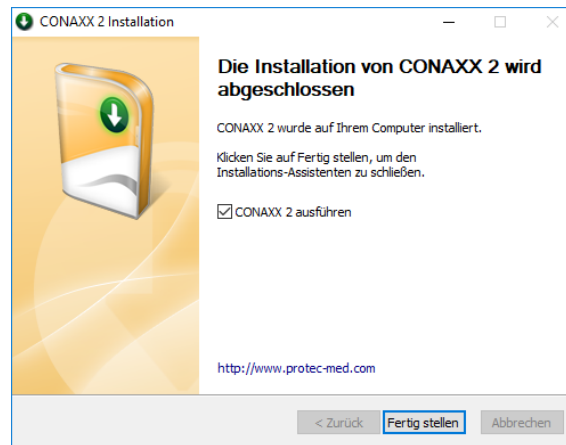 CONAXX 2 Installation
Die Installation von CONAXX 2 wird
abgeschlossen
CONAXX 2 wurde auf Ihrem Computer installiert.
Klicken Sie auf Fertig stellen, um den
Installations-Assistenten zu schließen.
CONAXX 2 ausführen
http://www.protec-med.com
< Zurück Fertig stellen Abbrechen